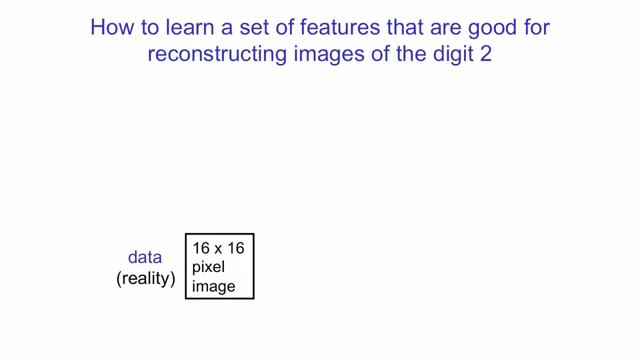 How to learn a set of features that are good for
reconstructing images of the digit 2
data
(reality)
16 x 16
pixel
image